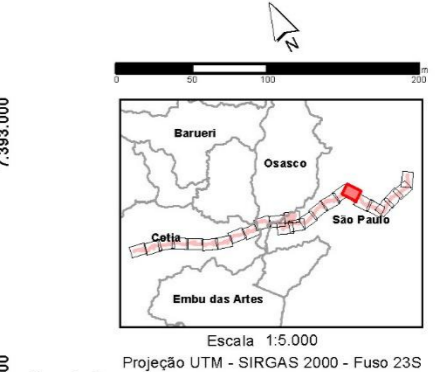 N
m
0 50 100 200
7.393.000
Barueri
Osasco
São Paulo
Cotia
Embu das Artes
Escala 1:5.000
Projeção UTM - SIRGAS 2000 - Fuso 23S